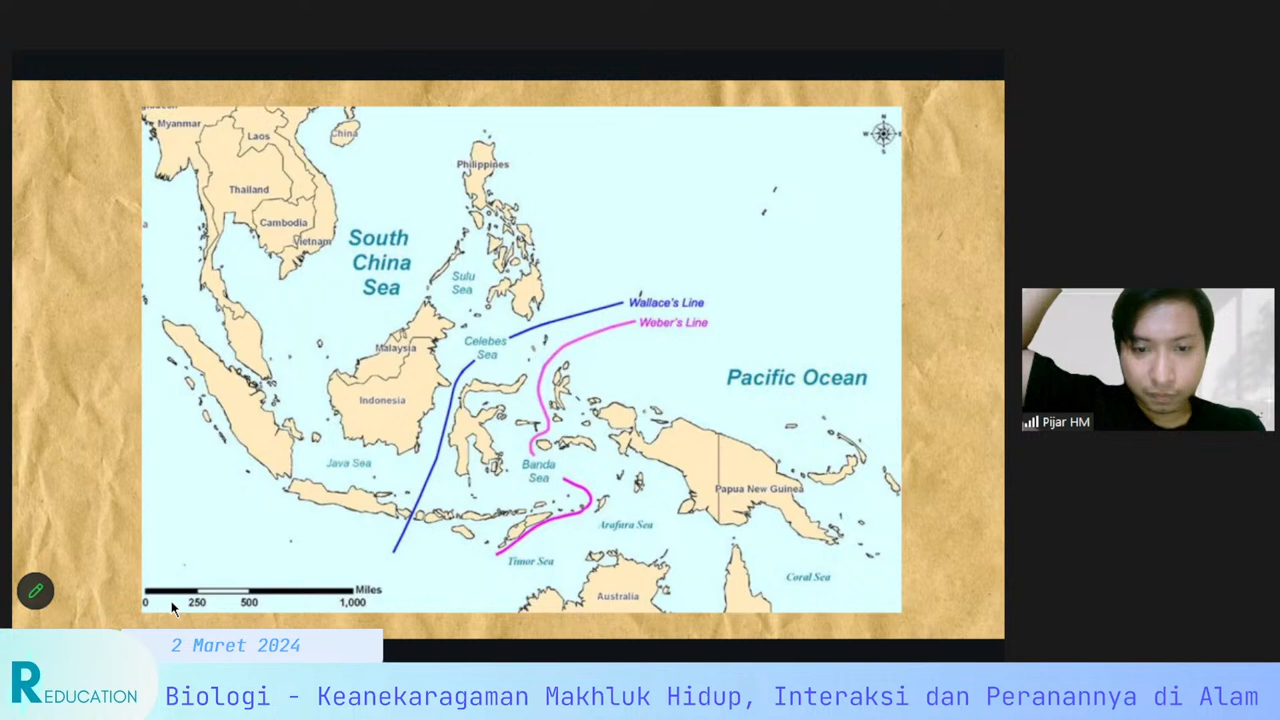 Myanmar
Laos
China
N
W
E
S
Philippines
Thailand
Cambodia
Vietnam
South
China
Sea
Sulu
Sea
Wallace's Line
Weber's Line
Celebes
Sea
Malaysia
Pacific Ocean
Indonesia
Pijar HM
Java Sea
Banda
Sea
Papua New Guinea
Arafura Sea
Timor Sea
Coral Sea
Australia
Miles
0 250 500 1,000
2 Maret 2024
R EDUCATION
Biologi - Keanekaragaman Makhluk Hidup, Interaksi dan Peranannya di Alam